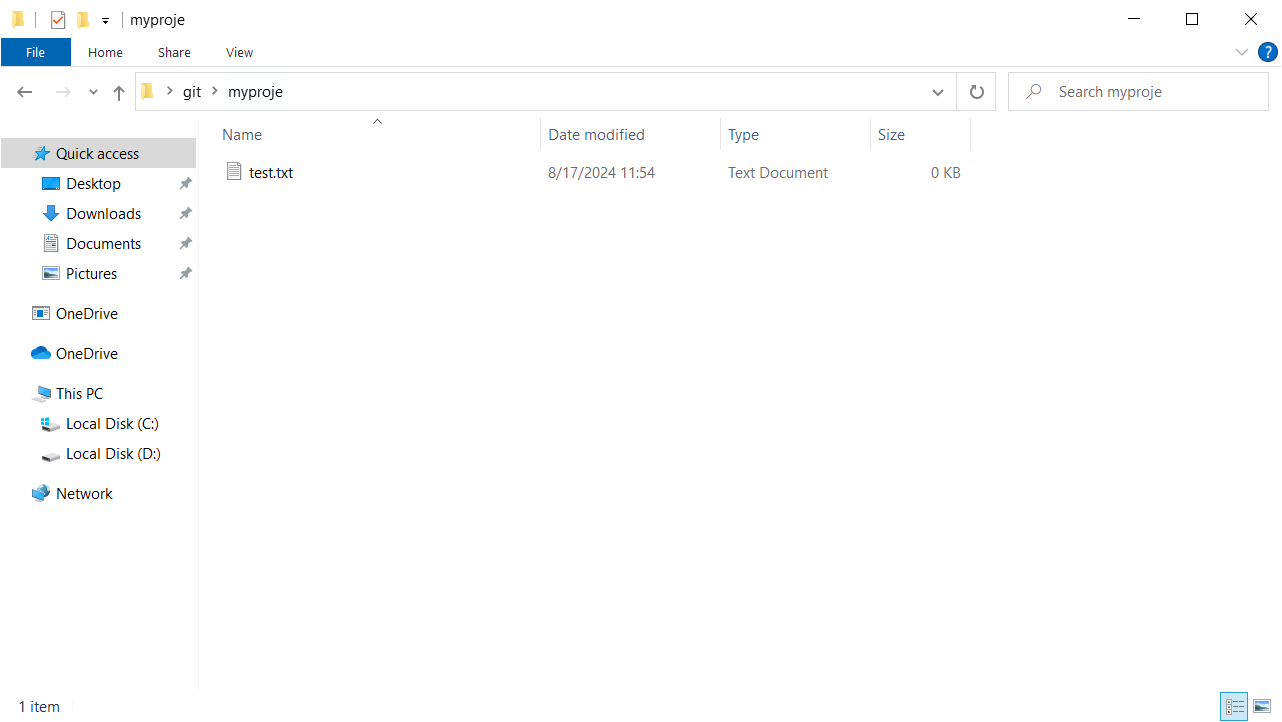 myproje
File Home Share View
git myproje
Search myproje
Name Date modified Type Size
test.txt 8/17/2024 11:54 Text Document 0 KB
Quick access
Desktop
Downloads
Documents
Pictures
OneDrive
OneDrive
This PC
Local Disk (C:)
Local Disk (D:)
Network
1 item